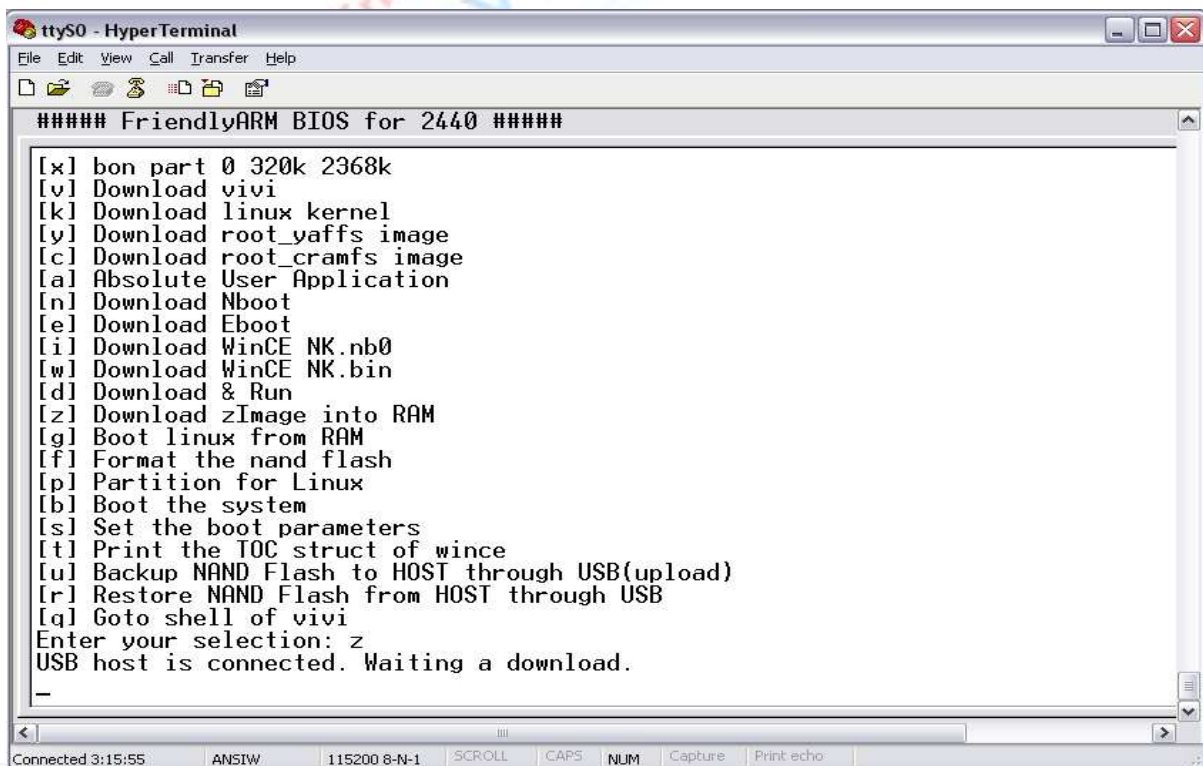 ttyS0 - HyperTerminal
File Edit View Call Transfer Help
##### FriendlyARM BIOS for 2440 #####
[x] bon part 0 320k 2368k
[v] Download vivi
[k] Download linux kernel
[y] Download root_yaffs image
[c] Download root_cramfs image
[a] Absolute User Application
[n] Download Nboot
[e] Download Eboot
[i] Download WinCE NK.nb0
[w] Download WinCE NK.bin
[d] Download & Run
[z] Download zImage into RAM
[g] Boot linux from RAM
[f] Format the nand flash
[p] Partition for Linux
[b] Boot the system
[s] Set the boot parameters
[t] Print the TOC struct of wince
[u] Backup NAND Flash to HOST through USB(upload)
[r] Restore NAND Flash from HOST through USB
[q] Goto shell of vivi
Enter your selection: z
USB host is connected. Waiting a download.
Connected 3:15:55 ANSIW 115200 8-N-1 SCROLL CAPS NUM Capture Print echo